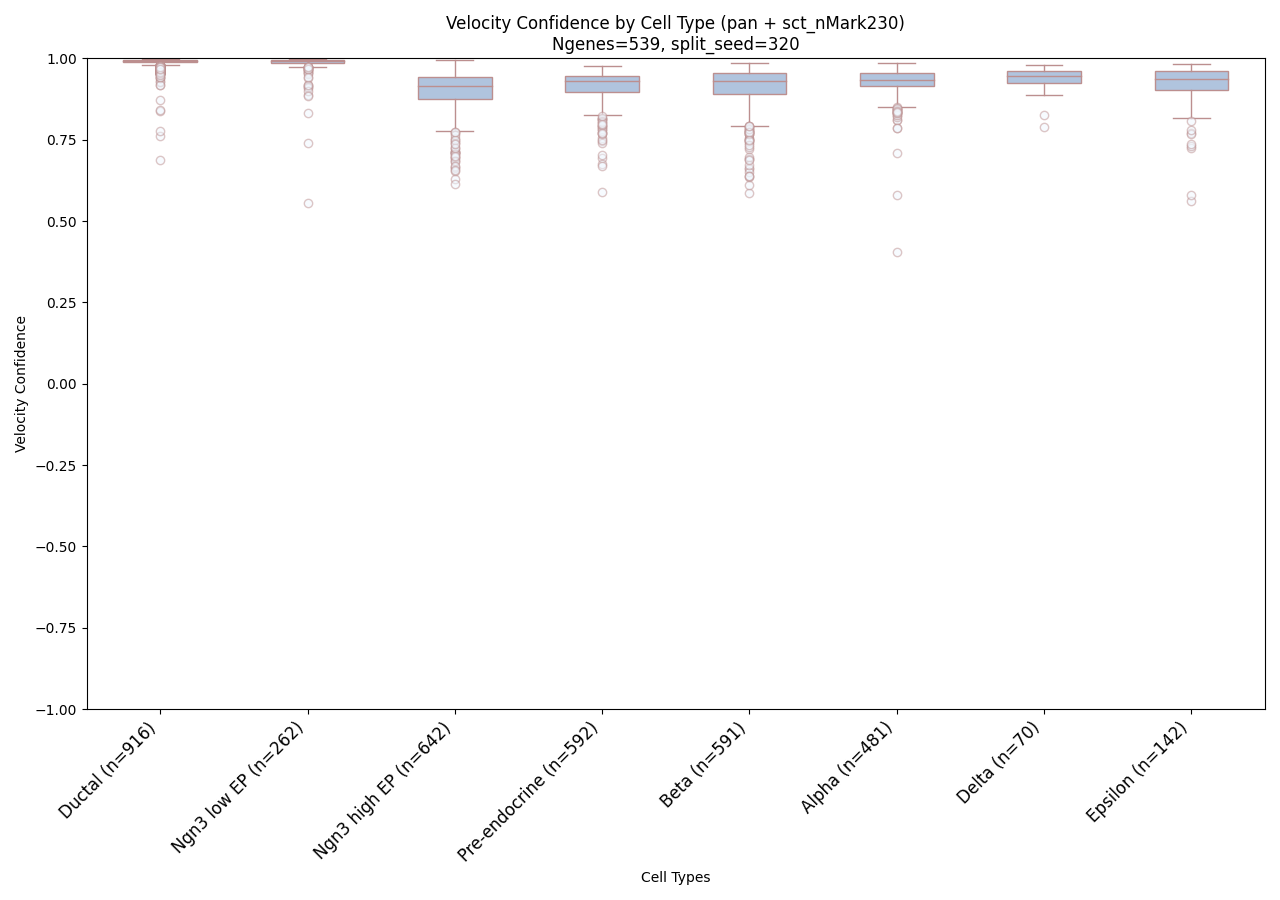 Velocity Confidence by Cell Type (pan + sct_nMark230)
Ngenes=539, split_seed=320
Velocity Confidence
1.00
0.75
0.50
0.25
0.00
−0.25
−0.50
−0.75
−1.00
Ductal (n=916)
Ngn3 low EP (n=262)
Ngn3 high EP (n=642)
Pre-endocrine (n=592)
Beta (n=591)
Alpha (n=481)
Delta (n=70)
Epsilon (n=142)
Cell Types